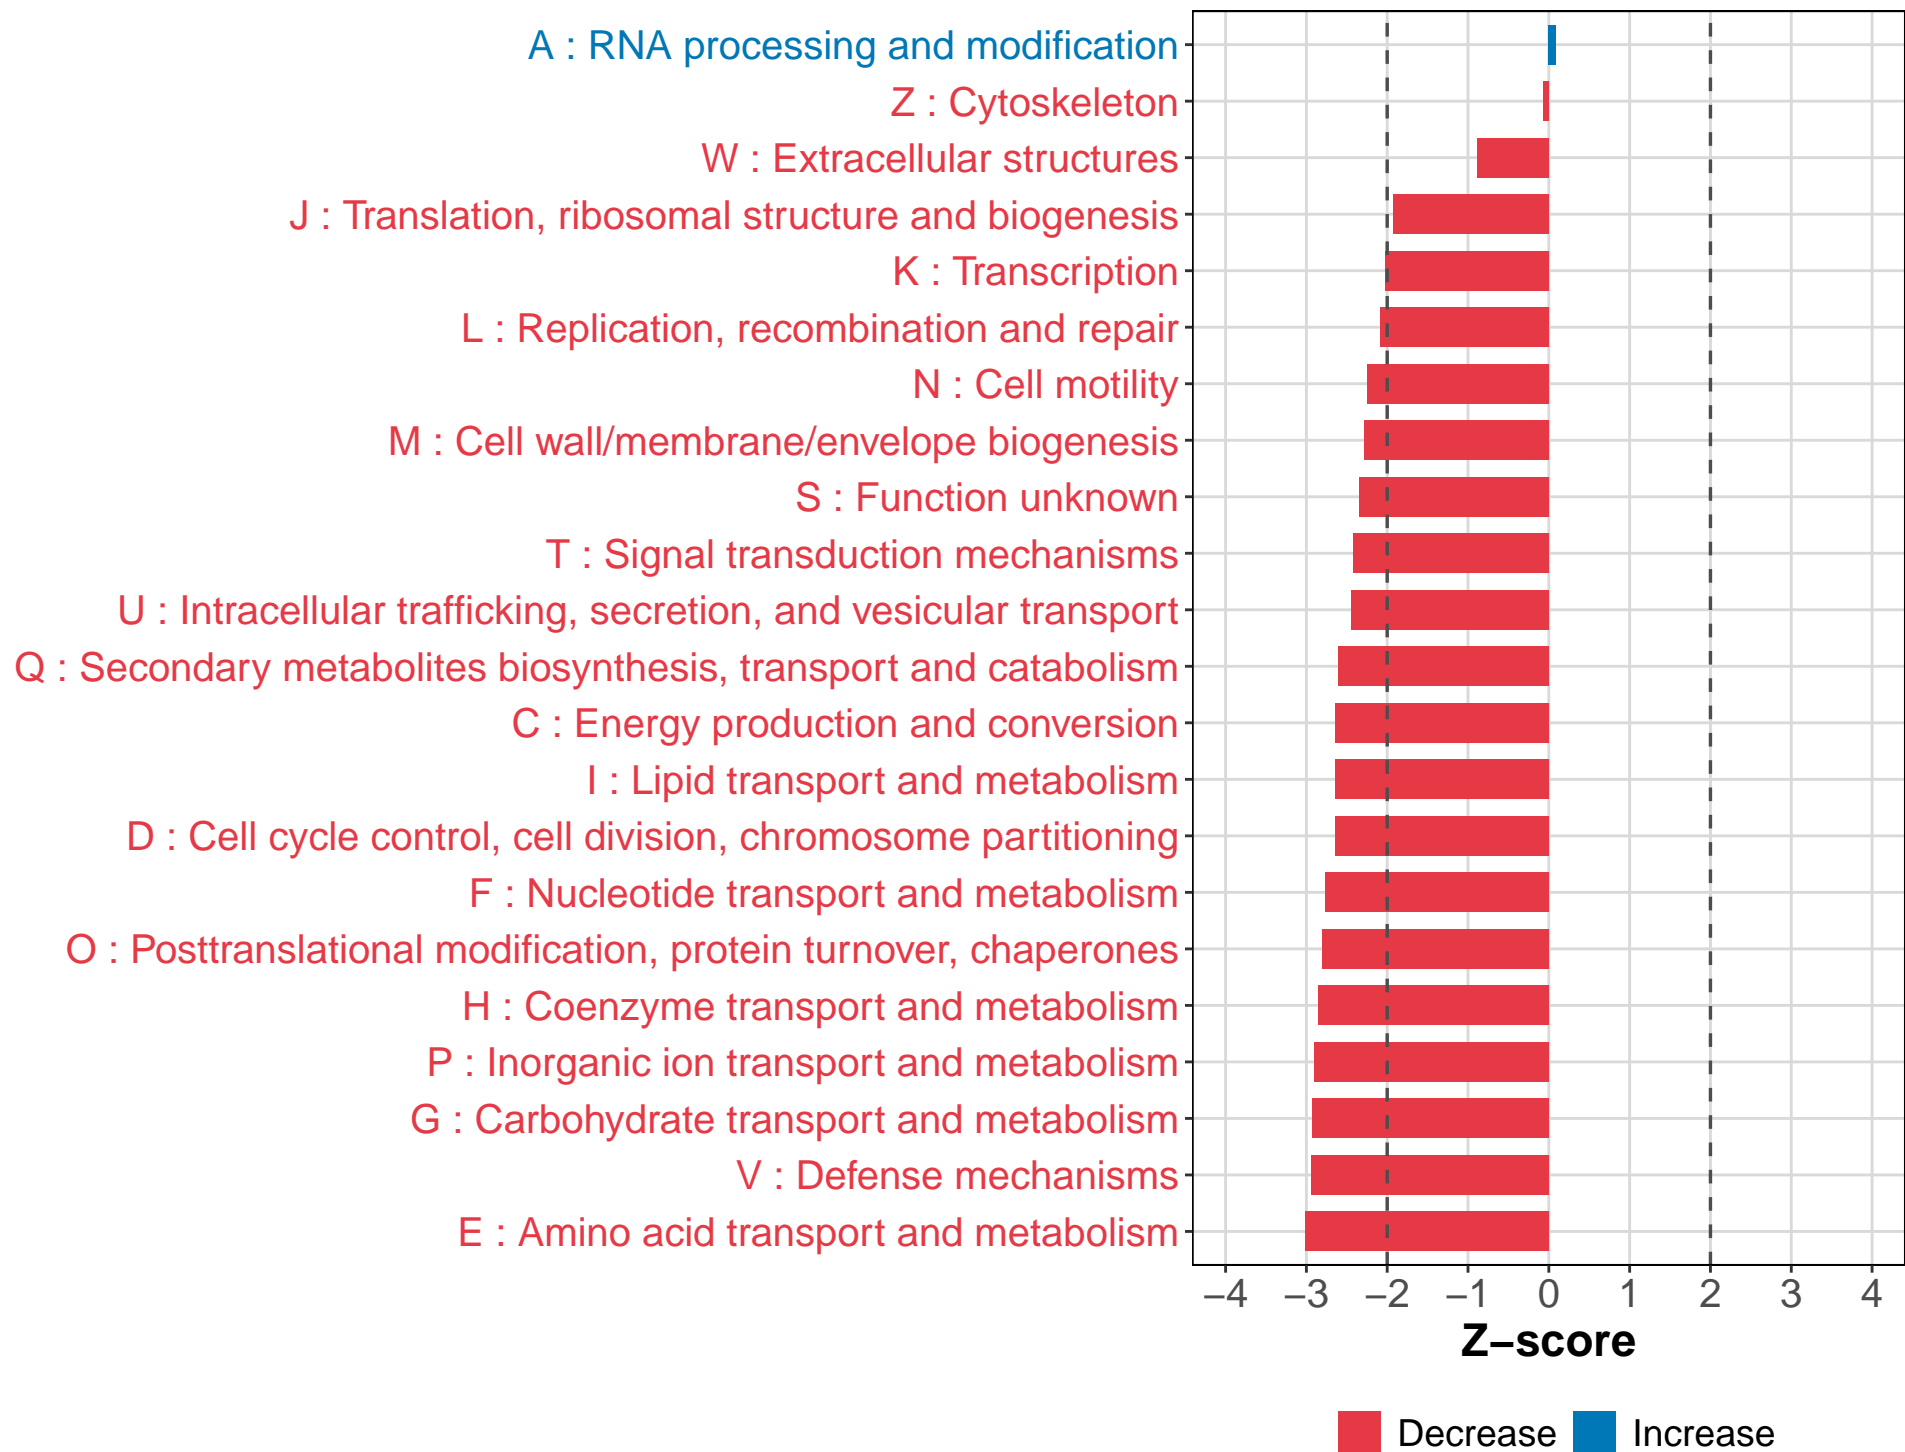 A : RNA processing and modification
Z : Cytoskeleton
W : Extracellular structures
J : Translation, ribosomal structure and biogenesis
K : Transcription
L : Replication, recombination and repair
N : Cell motility
M : Cell wall/membrane/envelope biogenesis
S : Function unknown
T : Signal transduction mechanisms
U : Intracellular trafficking, secretion, and vesicular transport
Q : Secondary metabolites biosynthesis, transport and catabolism
C : Energy production and conversion
I : Lipid transport and metabolism
D : Cell cycle control, cell division, chromosome partitioning
F : Nucleotide transport and metabolism
O : Posttranslational modification, protein turnover, chaperones
H : Coenzyme transport and metabolism
P : Inorganic ion transport and metabolism
G : Carbohydrate transport and metabolism
V : Defense mechanisms
E : Amino acid transport and metabolism
−4 −3 −2 −1 0 1 2 3 4
Z−score
Decrease Increase